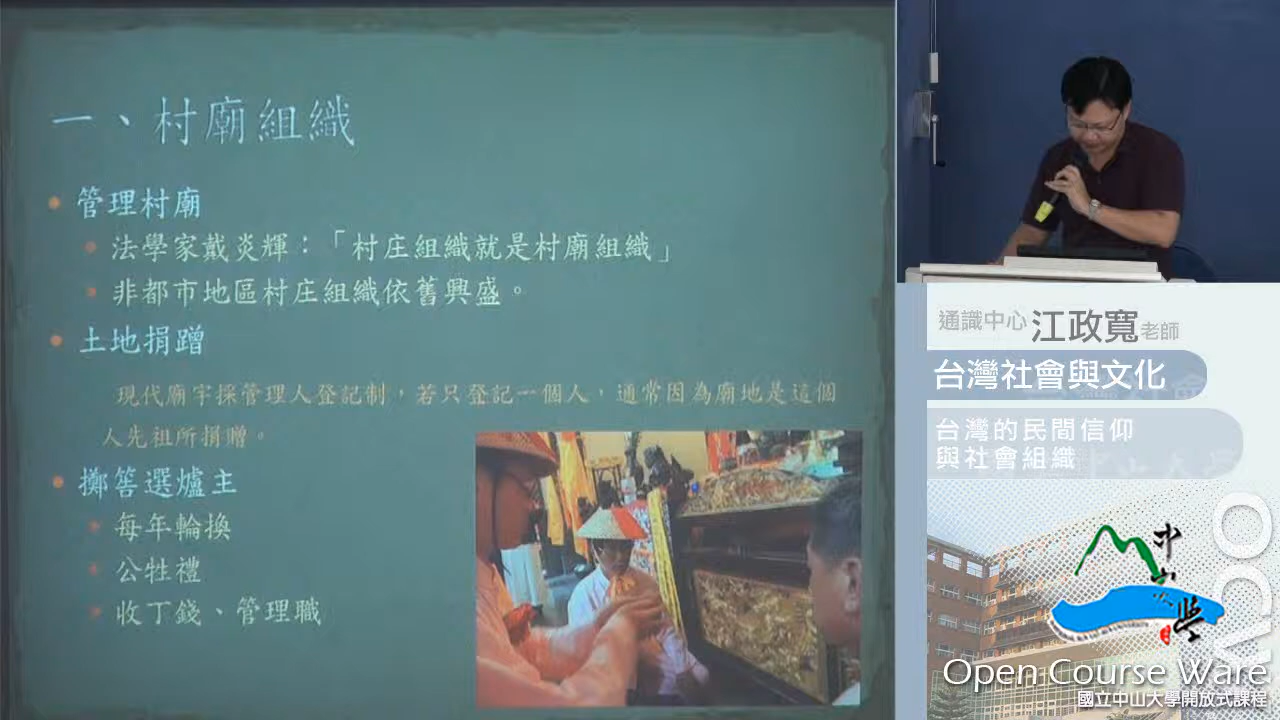 一、村廟組織
管理村廟
法學家戴炎輝：「村庄組織就是村廟組織」
非都市地區村庄組織依舊興盛。
土地捐蹭
現代廟宇採管理人登記制，若只登記一個人，通常因為廟地是這個
人先祖所捐贈。
擲筶選爐主
每年輪換
公牲禮
收丁錢、管理職
通識中心 江政寬 老師
台灣社會與文化
台灣的民間信仰
與社會組織
中山大學
OCW
Open Course Ware
國立中山大學開放式課程